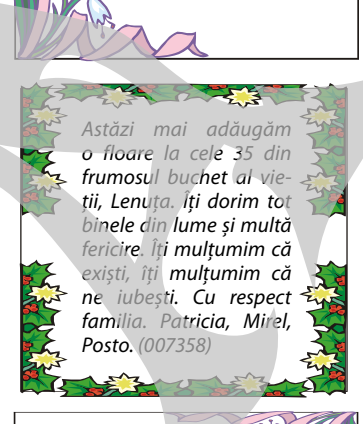 Astăzi mai adăugăm
o floare la cele 35 din
frumosul buchet al vie-
tii, Lenuța. Îți dorim tot
binele din lume și multă
fericire. Îți mulțumim că
exiști, îți mulțumim că
ne iubești. Cu respect
familia. Patricia, Mirel,
Posto. (007358)